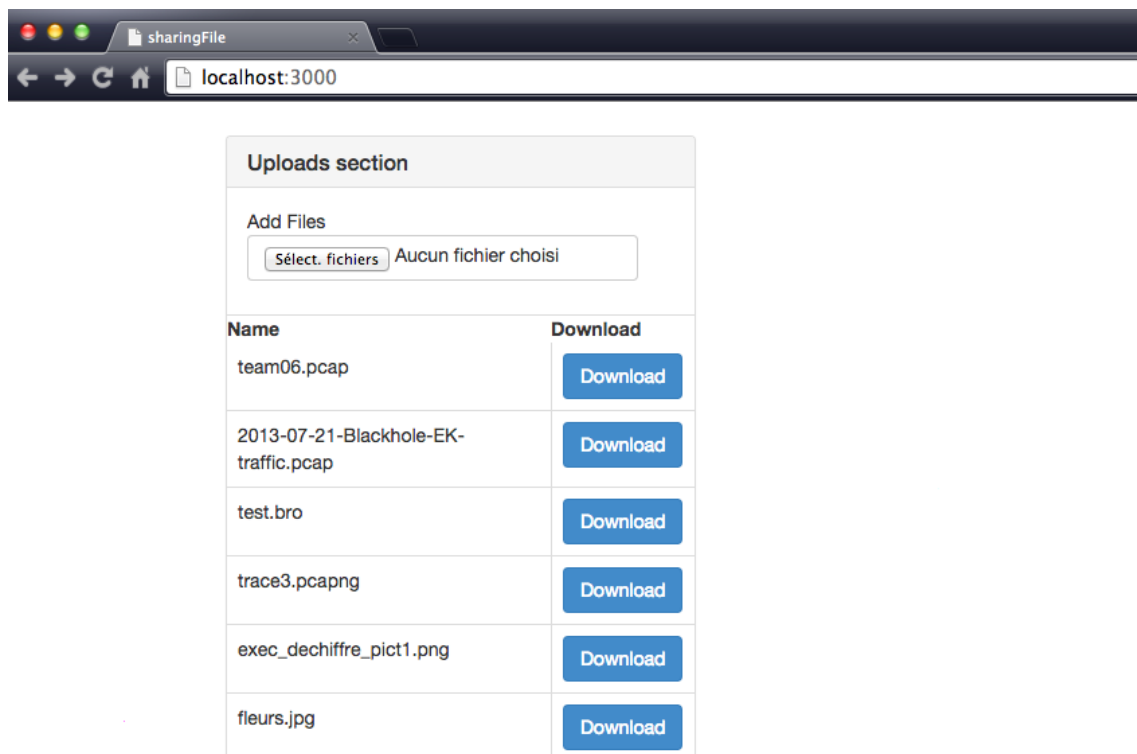 sharingFile
localhost:3000
Uploads section
Add Files
Sélect. fichiers Aucun fichier choisi
Name Download
team06.pcap Download
2013-07-21-Blackhole-EK-
traffic.pcap Download
test.bro Download
trace3.pcapng Download
exec_dechiffre_pict1.png Download
fleurs.jpg Download